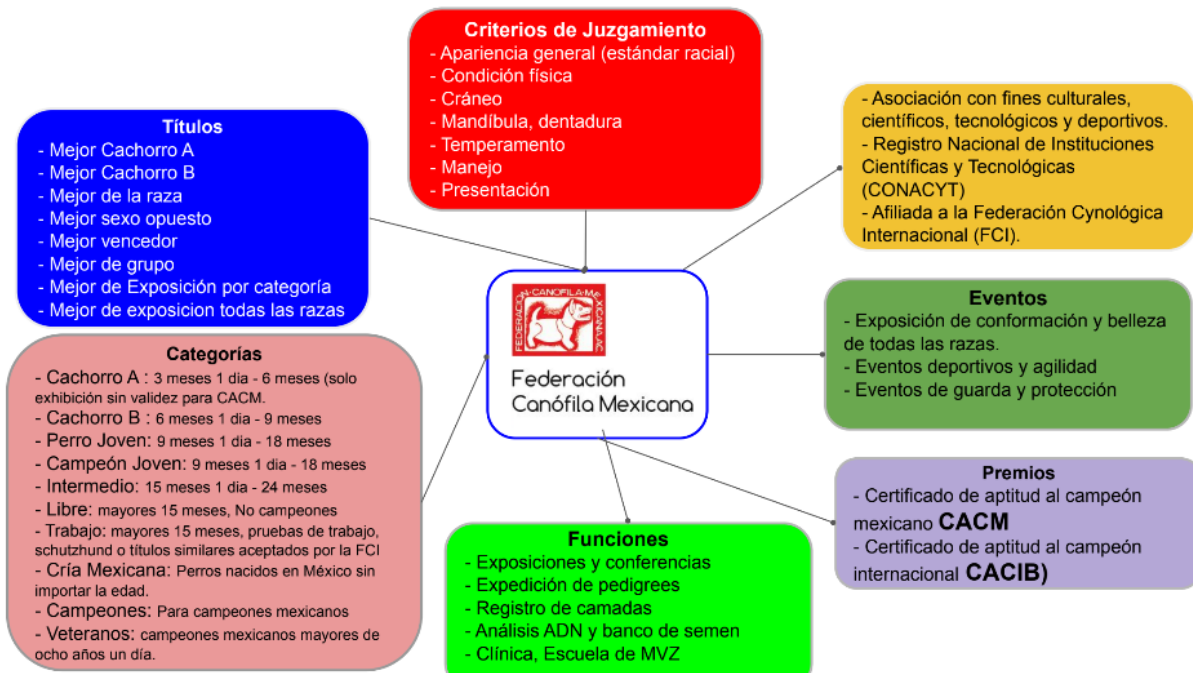 Criterios de Juzgamiento
- Apariencia general (estándar racial)
- Condición física
- Cráneo
- Mandíbula, dentadura
- Temperamento
- Manejo
- Presentación
Títulos
- Mejor Cachorro A
- Mejor Cachorro B
- Mejor de la raza
- Mejor sexo opuesto
- Mejor vencedor
- Mejor de grupo
- Mejor de Exposición por categoría
- Mejor de exposicion todas las razas
- Asociación con fines culturales,
científicos, tecnológicos y deportivos.
- Registro Nacional de Instituciones
Científicas y Tecnológicas
(CONACYT)
- Afiliada a la Federación Cynológica
Internacional (FCI).
FEDERACION CANOFILA MEXICANA, AC
Federación
Canófila Mexicana
Eventos
- Exposición de conformación y belleza
de todas las razas.
- Eventos deportivos y agilidad
- Eventos de guarda y protección
Categorías
- Cachorro A : 3 meses 1 dia - 6 meses (solo
exhibición sin validez para CACM.
- Cachorro B : 6 meses 1 dia - 9 meses
- Perro Joven: 9 meses 1 dia - 18 meses
- Campeón Joven: 9 meses 1 dia - 18 meses
- Intermedio: 15 meses 1 dia - 24 meses
- Libre: mayores 15 meses, No campeones
- Trabajo: mayores 15 meses, pruebas de trabajo,
schutzhund o títulos similares aceptados por la FCI
- Cría Mexicana: Perros nacidos en México sin
importar la edad.
- Campeones: Para campeones mexicanos
- Veteranos: campeones mexicanos mayores de
ocho años un día.
Funciones
- Exposiciones y conferencias
- Expedición de pedigrees
- Registro de camadas
- Análisis ADN y banco de semen
- Clínica, Escuela de MVZ
Premios
- Certificado de aptitud al campeón
mexicano CACM
- Certificado de aptitud al campeón
internacional CACIB)